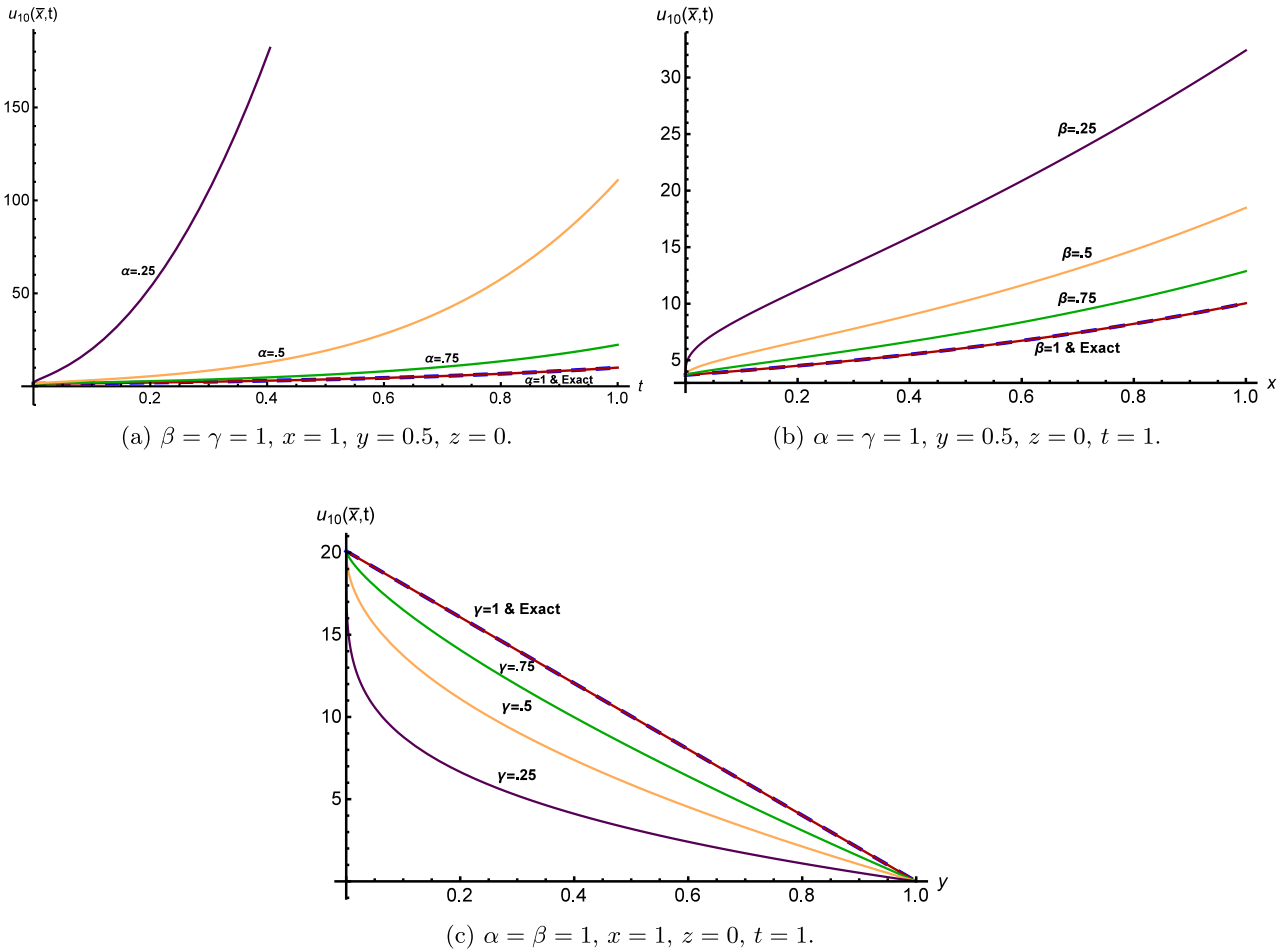 u₁₀(x̅,t)
150
100
50
α=.25
α=.5
α=.75
α=1 & Exact
0.2 0.4 0.6 0.8 1.0 t
(a) β = γ = 1, x = 1, y = 0.5, z = 0.
u₁₀(x̅,t)
30
25
20
15
10
5
β=.25
β=.5
β=.75
β=1 & Exact
0.2 0.4 0.6 0.8 1.0 x
(b) α = γ = 1, y = 0.5, z = 0, t = 1.
u₁₀(x̅,t)
20
15
10
5
γ=1 & Exact
γ=.75
γ=.5
γ=.25
0.2 0.4 0.6 0.8 1.0 y
(c) α = β = 1, x = 1, z = 0, t = 1.